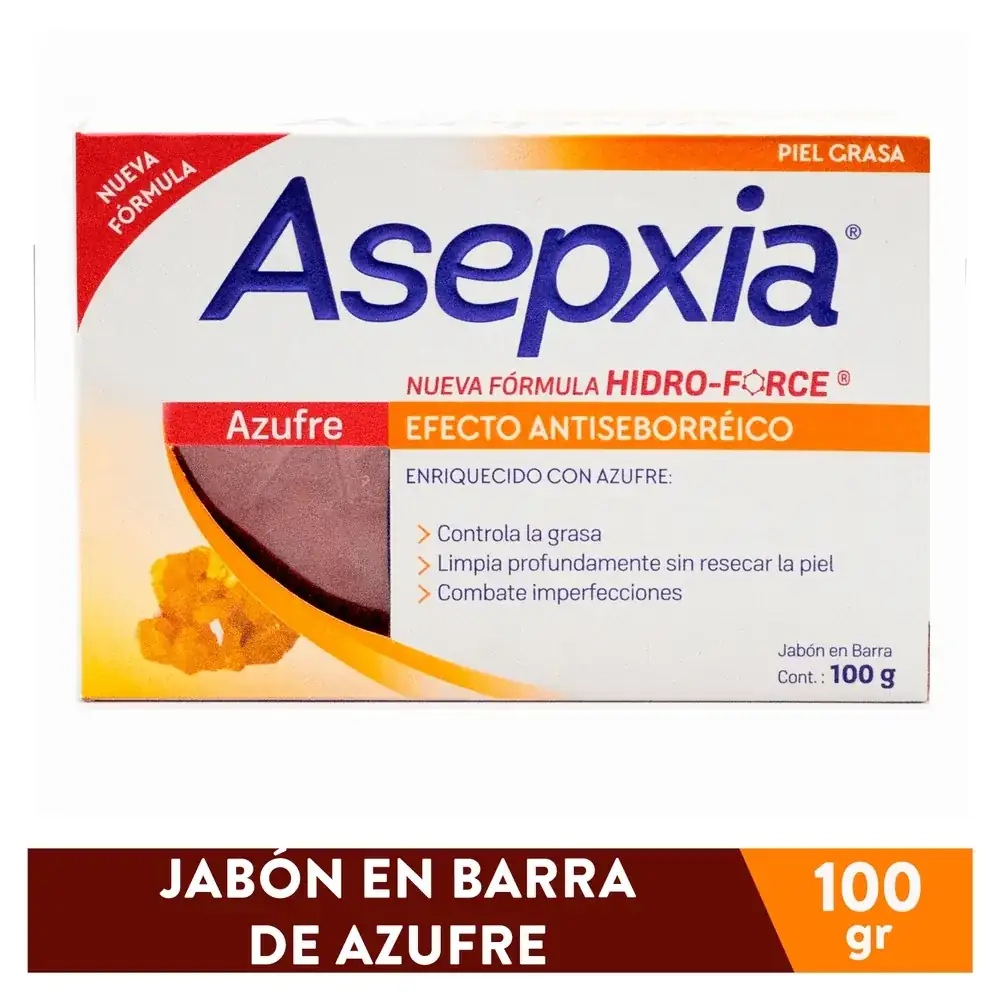 NUEVA
FÓRMULA
PIEL GRASA
Asepxia®
NUEVA FÓRMULA HIDRO-FORCE®
Azufre
EFECTO ANTISEBORRÉICO
ENRIQUECIDO CON AZUFRE:
Controla la grasa
Limpia profundamente sin resecar la piel
Combate imperfecciones
Jabón en Barra
Cont.: 100 g
JABÓN EN BARRA
DE AZUFRE
100
gr